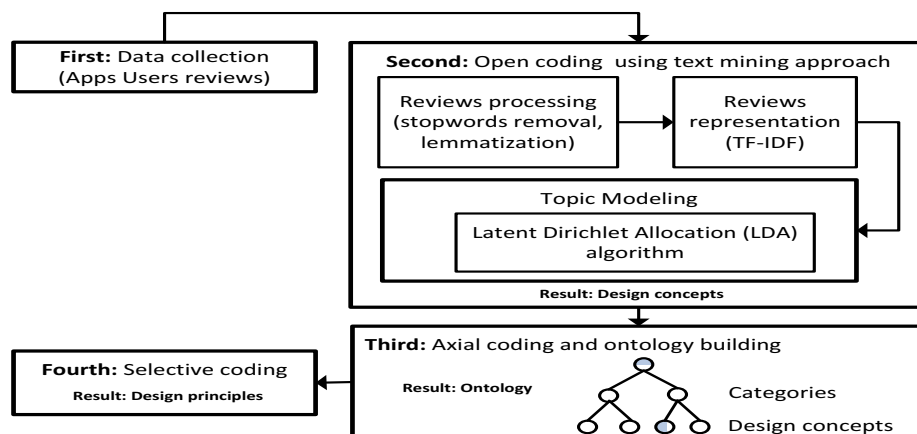 First: Data collection
(Apps Users reviews)
Second: Open coding using text mining approach
Reviews processing
(stopwords removal,
lemmatization)
Reviews
representation
(TF-IDF)
Topic Modeling
Latent Dirichlet Allocation (LDA)
algorithm
Result: Design concepts
Third: Axial coding and ontology building
Result: Ontology
Categories
Design concepts
Fourth: Selective coding
Result: Design principles